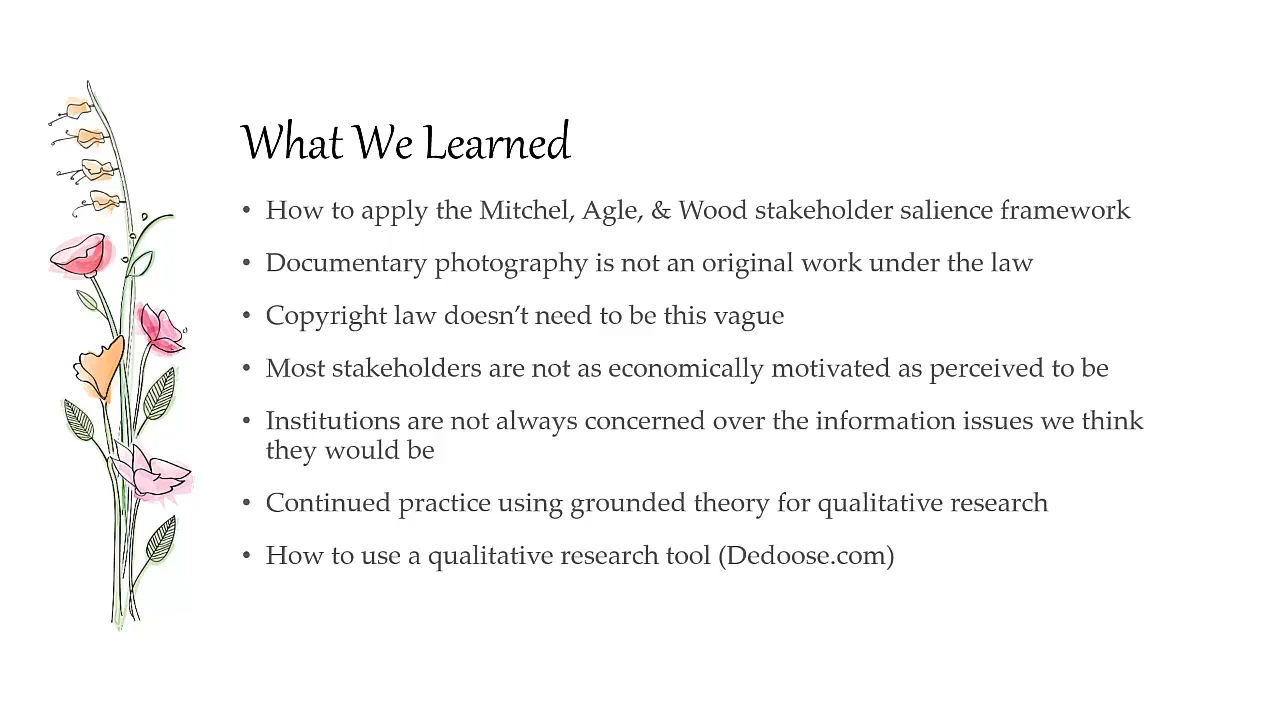 What We Learned
• How to apply the Mitchel, Agle, & Wood stakeholder salience framework
• Documentary photography is not an original work under the law
• Copyright law doesn’t need to be this vague
• Most stakeholders are not as economically motivated as perceived to be
• Institutions are not always concerned over the information issues we think
they would be
• Continued practice using grounded theory for qualitative research
• How to use a qualitative research tool (Dedoose.com)